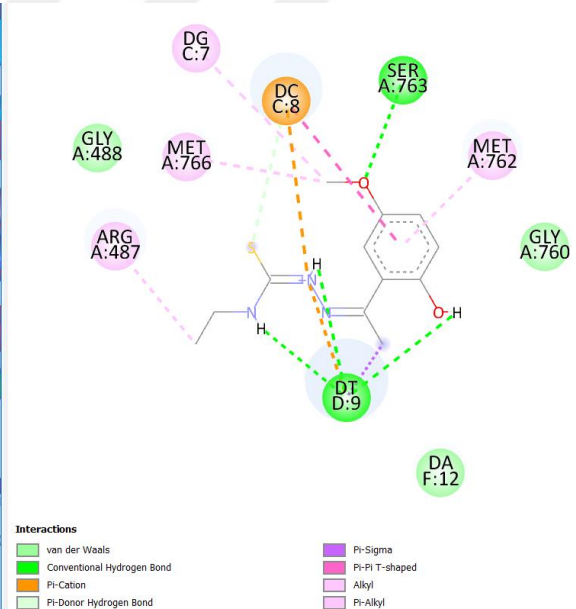 DG
C:7
DC
C:8
SER
A:763
GLY
A:488
MET
A:766
MET
A:762
ARG
A:487
GLY
A:760
O
S
H
N
+
N
N
N
H
O
H
DT
D:9
DA
F:12
Interactions
van der Waals
Conventional Hydrogen Bond
Pi-Cation
Pi-Donor Hydrogen Bond
Pi-Sigma
Pi-Pi T-shaped
Alkyl
Pi-Alkyl